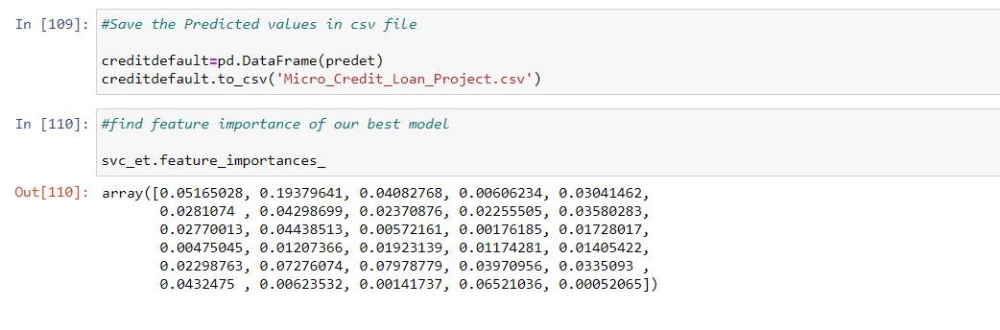 In [109]: #Save the Predicted values in csv file
creditdefault=pd.DataFrame(predet)
creditdefault.to_csv('Micro_Credit_Loan_Project.csv')
In [110]: #find feature importance of our best model
svc_et.feature_importances_
Out[110]: array([0.05165028, 0.19379641, 0.04082768, 0.00606234, 0.03041462,
0.0281074 , 0.04298699, 0.02370876, 0.02255505, 0.03580283,
0.02770013, 0.04438513, 0.00572161, 0.00176185, 0.01728017,
0.00475045, 0.01207366, 0.01923139, 0.01174281, 0.01405422,
0.02298763, 0.07276074, 0.07978779, 0.03970956, 0.0335093 ,
0.0432475 , 0.00623532, 0.00141737, 0.06521036, 0.00052065])